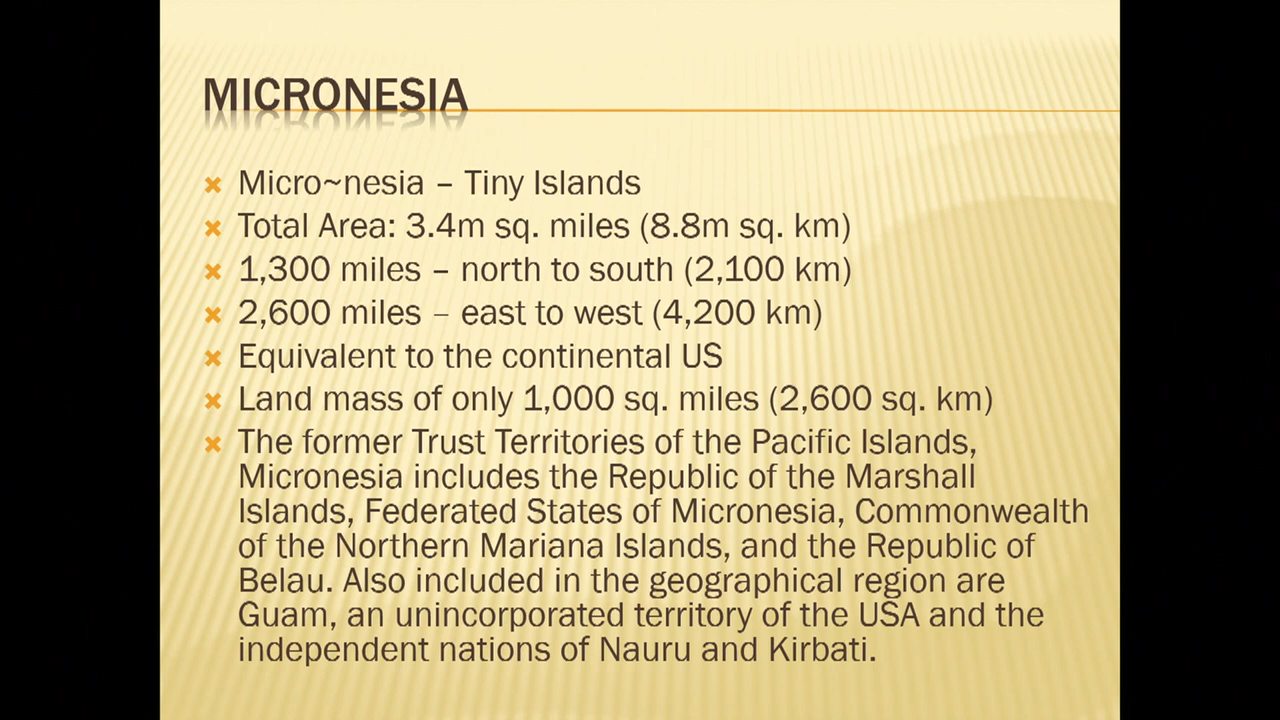 MICRONESIA
Micro~nesia – Tiny Islands
Total Area: 3.4m sq. miles (8.8m sq. km)
1,300 miles – north to south (2,100 km)
2,600 miles – east to west (4,200 km)
Equivalent to the continental US
Land mass of only 1,000 sq. miles (2,600 sq. km)
The former Trust Territories of the Pacific Islands,
Micronesia includes the Republic of the Marshall
Islands, Federated States of Micronesia, Commonwealth
of the Northern Mariana Islands, and the Republic of
Belau. Also included in the geographical region are
Guam, an unincorporated territory of the USA and the
independent nations of Nauru and Kirbati.